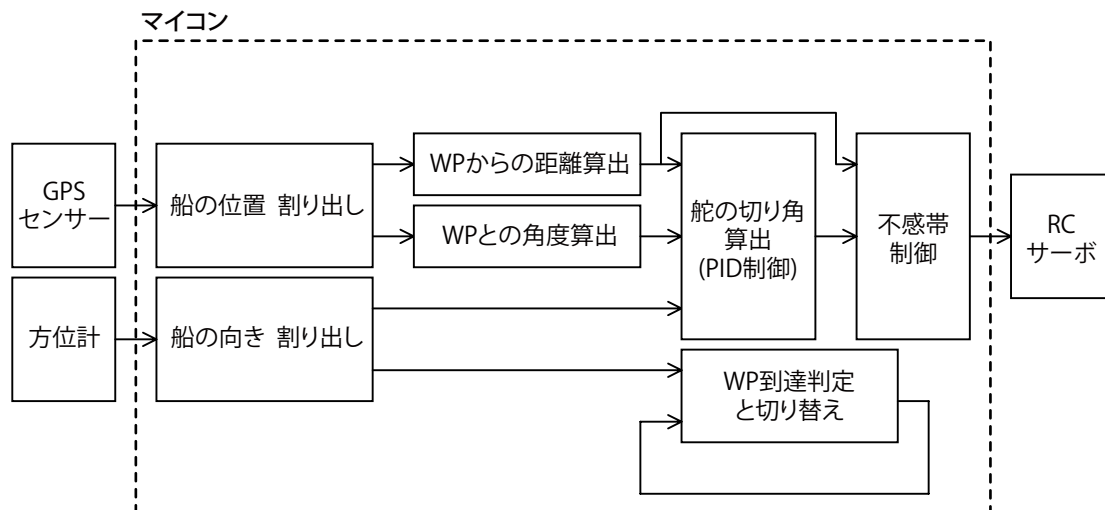 マイコン
GPS
センサー
船の位置 割り出し
WPからの距離算出
WPとの角度算出
舵の切り角
算出
(PID制御)
不感帯
制御
RC
サーボ
方位計
船の向き 割り出し
WP到達判定
と切り替え